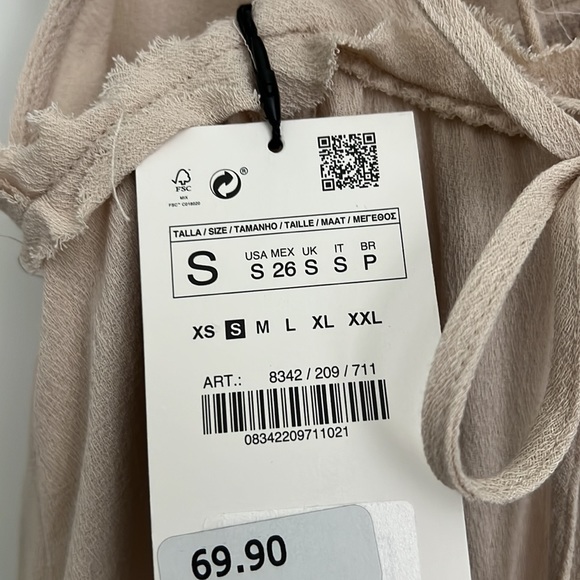 FSC
MIX
FSC™ C018020
®
TALLA / SIZE / TAMANHO / TAILLE / MAAT / ΜΕΓΕΘΟΣ
S
USA MEX UK IT BR
S 26 S S P
XS S M L XL XXL
ART.: 8342 / 209 / 711
08342209711021
69.90